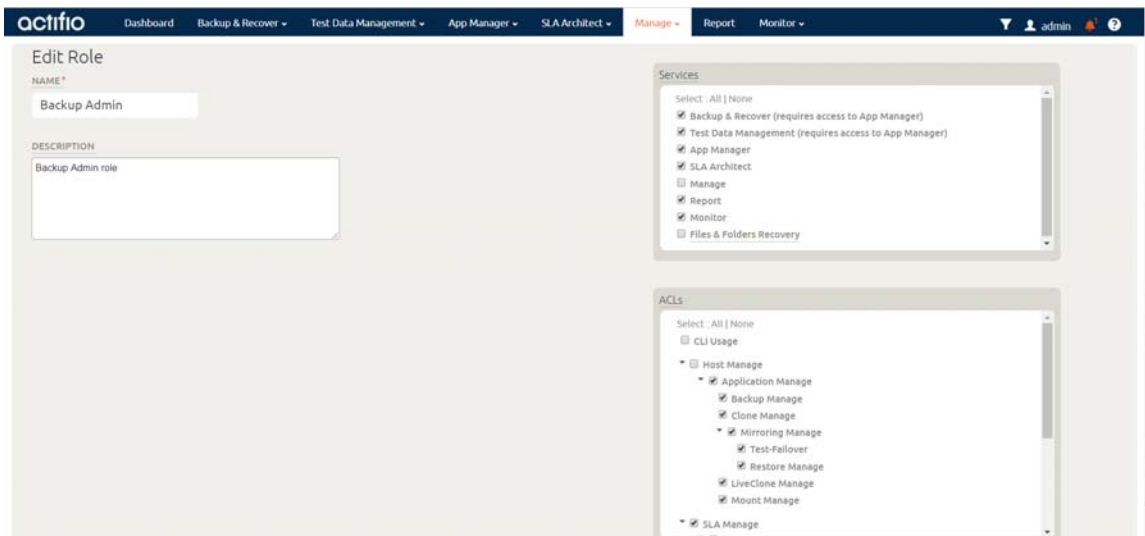 actifio Dashboard Backup & Recover Test Data Management App Manager SLA Architect Manage Report Monitor admin 1 ?
Edit Role
NAME*
Backup Admin
DESCRIPTION
Backup Admin role
Services
Select : All | None
Backup & Recover (requires access to App Manager)
Test Data Management (requires access to App Manager)
App Manager
SLA Architect
Manage
Report
Monitor
Files & Folders Recovery
ACLs
Select : All | None
CLI Usage
Host Manage
Application Manage
Backup Manage
Clone Manage
Mirroring Manage
Test-Failover
Restore Manage
LiveClone Manage
Mount Manage
SLA Manage